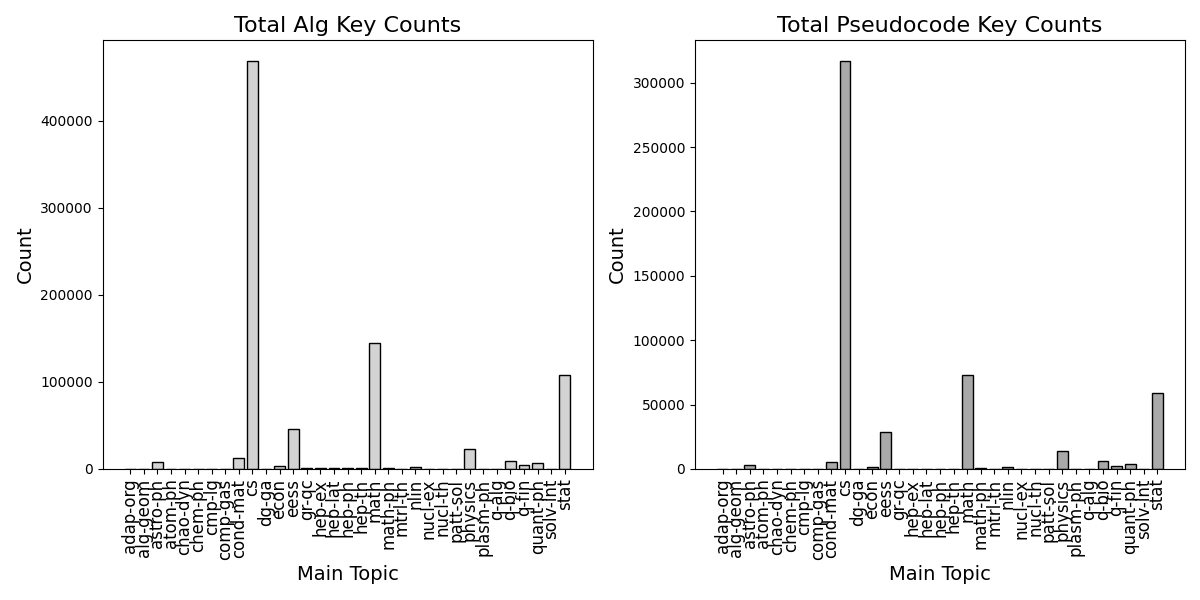 Total Alg Key Counts
Count
400000
300000
200000
100000
0
adap-org
alg-geom
astro-ph
atom-ph
chao-dyn
chem-ph
cmp-lg
comp-gas
cond-mat
cs
dg-ga
econ
eess
gr-qc
hep-ex
hep-lat
hep-ph
hep-th
math
math-ph
mtrl-th
nlin
nucl-ex
nucl-th
patt-sol
physics
plasm-ph
q-alg
q-bio
q-fin
quant-ph
solv-int
stat
Main Topic
Total Pseudocode Key Counts
Count
300000
250000
200000
150000
100000
50000
0
adap-org
alg-geom
astro-ph
atom-ph
chao-dyn
chem-ph
cmp-lg
comp-gas
cond-mat
cs
dg-ga
econ
eess
gr-qc
hep-ex
hep-lat
hep-ph
hep-th
math
math-ph
mtrl-th
nlin
nucl-ex
nucl-th
patt-sol
physics
plasm-ph
q-alg
q-bio
q-fin
quant-ph
solv-int
stat
Main Topic